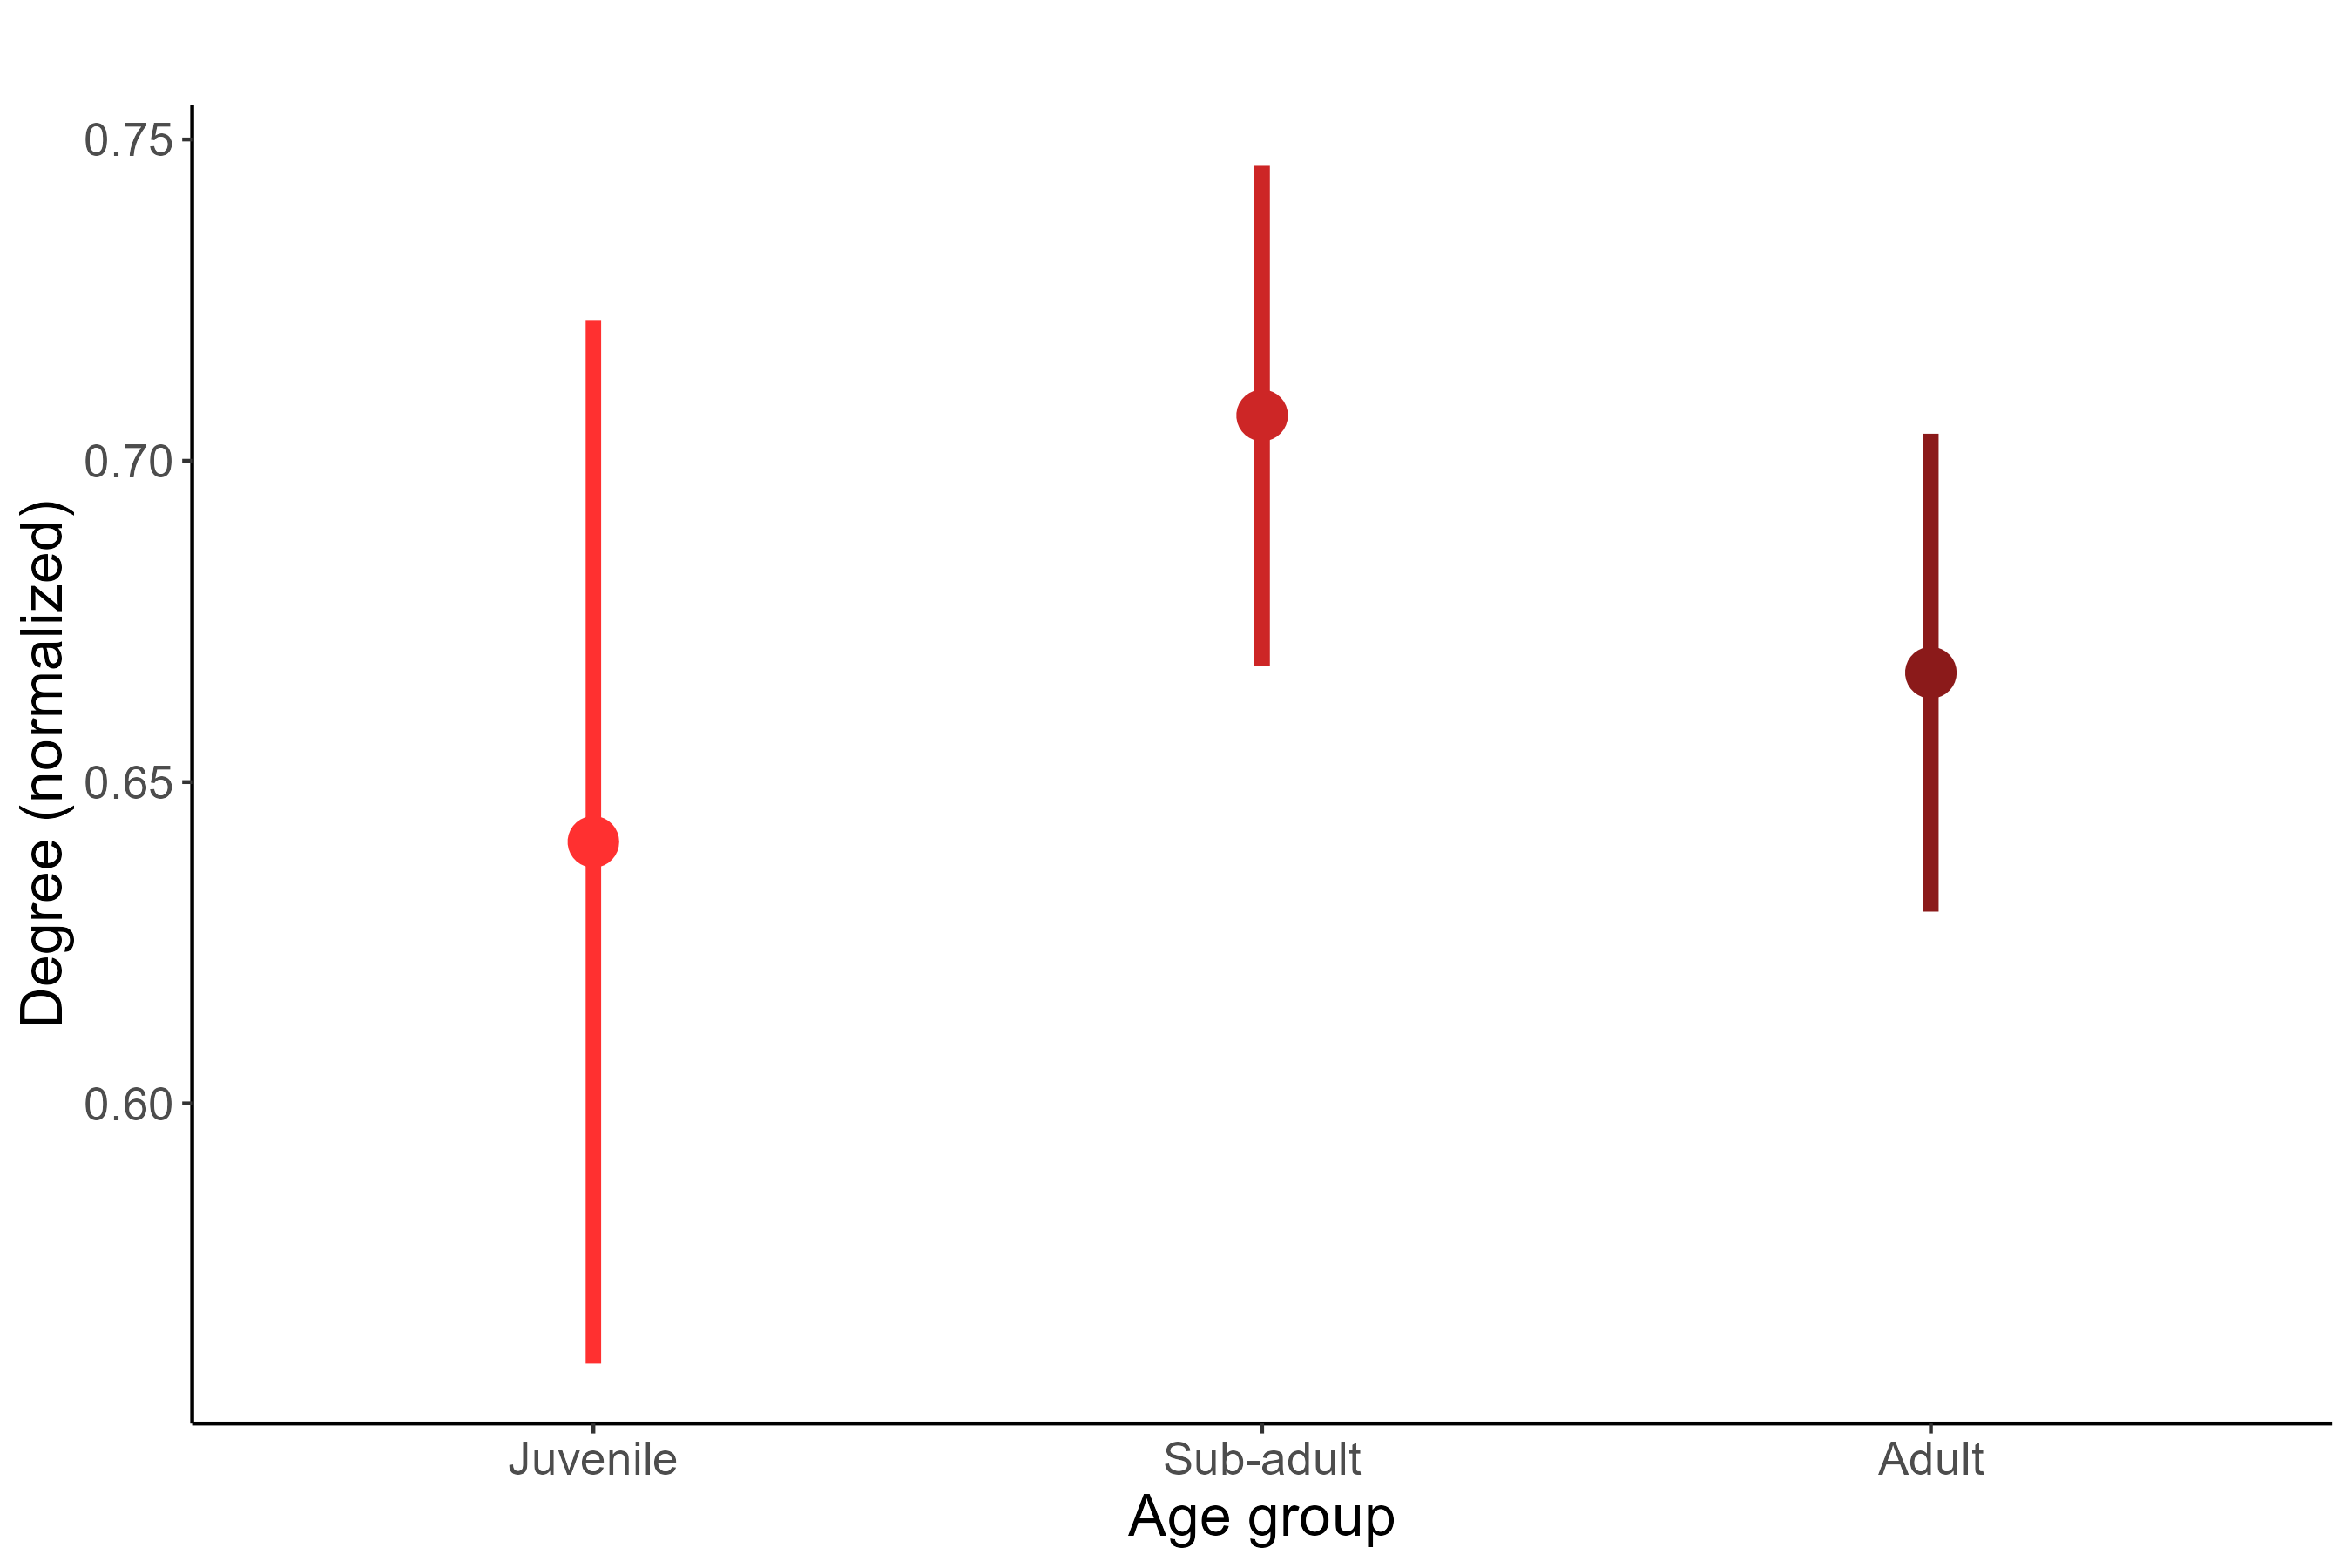 Degree (normalized)
0.75
0.70
0.65
0.60
Juvenile
Sub-adult
Adult
Age group